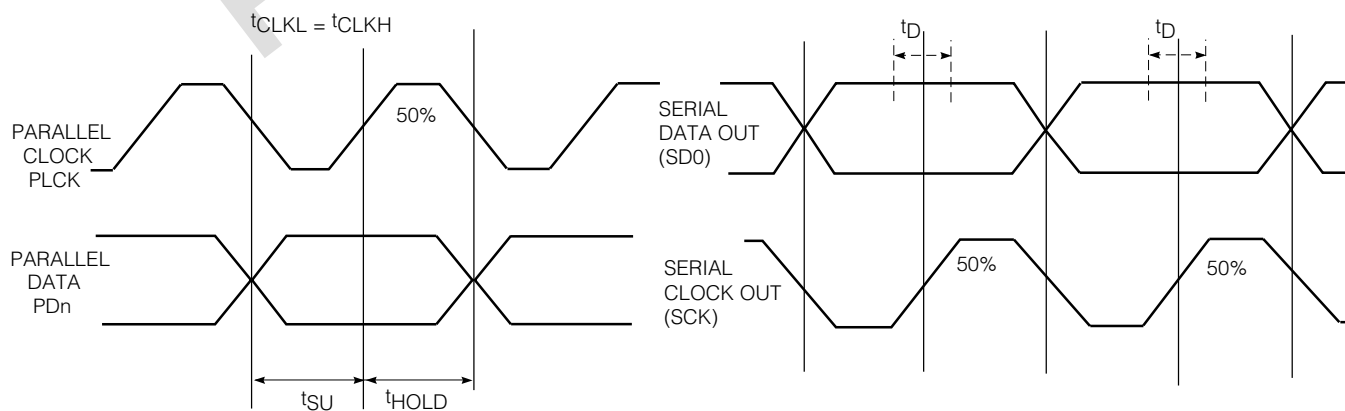 tCLKL = tCLKH
PARALLEL
CLOCK
PLCK
50%
PARALLEL
DATA
PDn
tSU
tHOLD
tD
tD
SERIAL
DATA OUT
(SD0)
SERIAL
CLOCK OUT
(SCK)
50%
50%